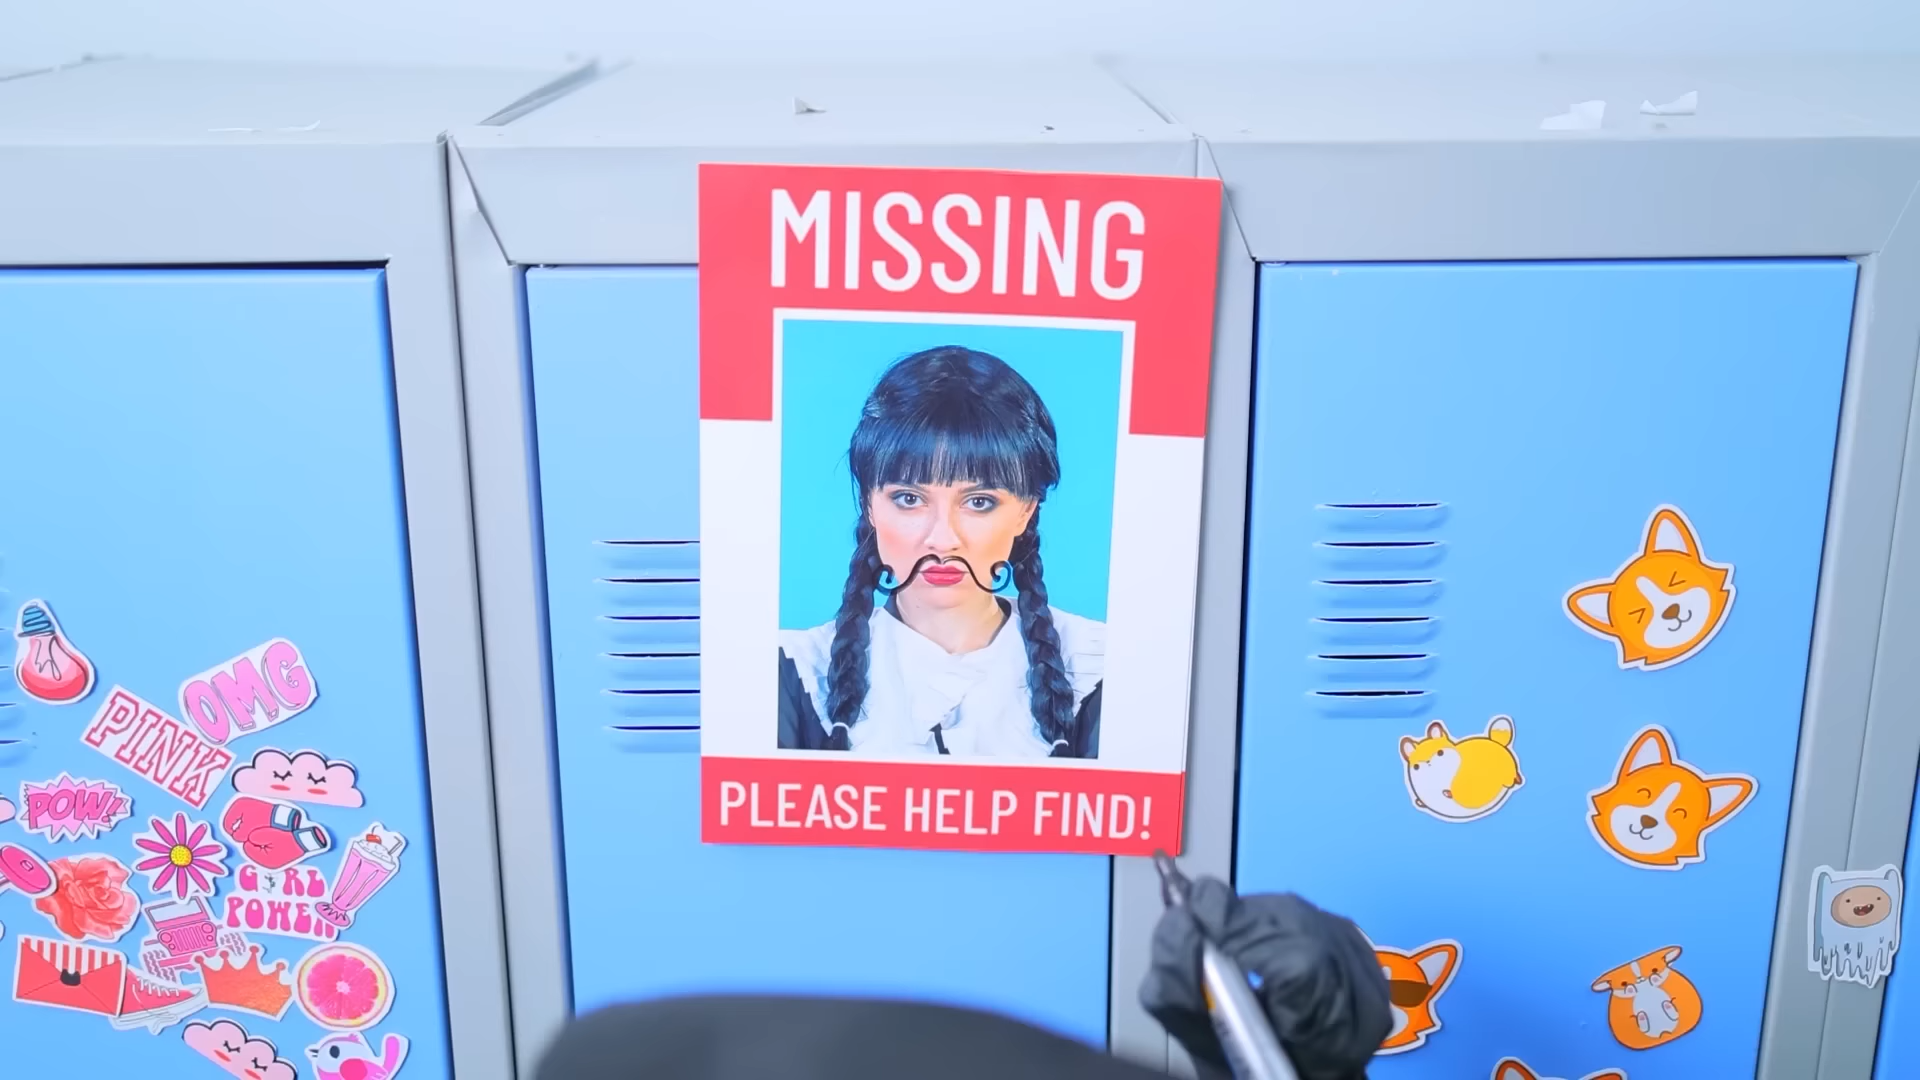 MISSING
PLEASE HELP FIND!
OMG
PINK
POW!
GIRL
POWER